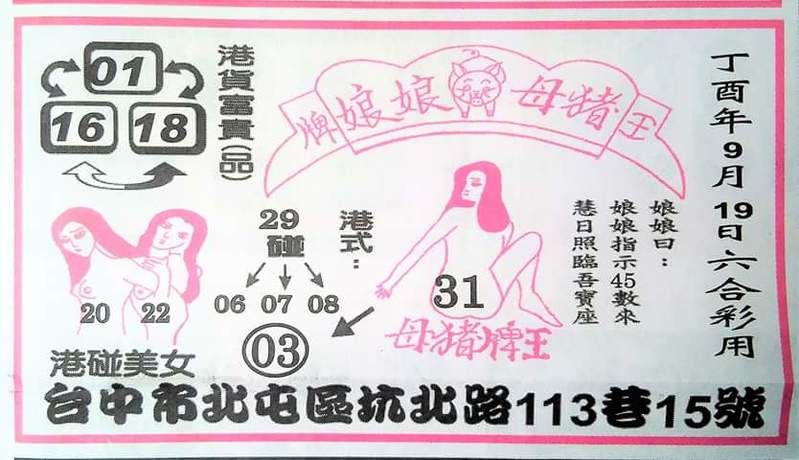 丁酉年9月19日六合彩用
牌娘娘母豬王
港貨富貴(品)
01
16 18
娘娘曰：
娘娘指示45數來
慧日照臨吾寶座
港式：
29
碰
06 07 08
03
31
母豬牌王
20 22
港碰美女
台中市北屯區坑北路113巷15號